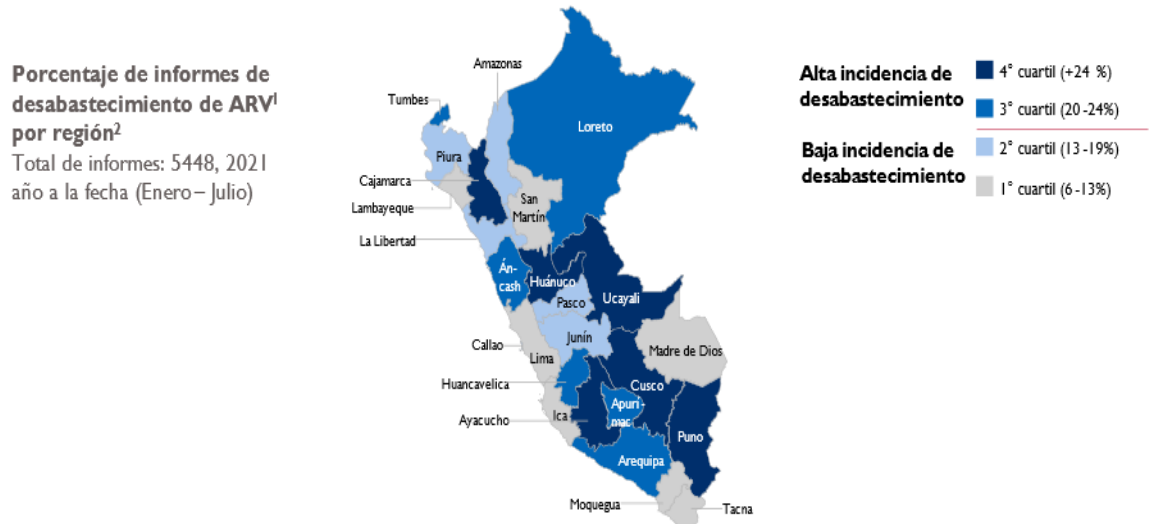 Porcentaje de informes de
desabastecimiento de ARV¹
por región²
Total de informes: 5448, 2021
año a la fecha (Enero – Julio)
Amazonas
Tumbes
Loreto
Piura
Cajamarca
San
Martín
Lambayeque
La Libertad
Án-
cash
Huánuco
Pasco
Ucayali
Junín
Callao
Lima
Madre de Dios
Huancavelica
Cusco
Apurí-
mac
Ica
Ayacucho
Puno
Arequipa
Moquegua
Tacna
Alta incidencia de
desabastecimiento
4° cuartil (+24 %)
3° cuartil (20 -24%)
Baja incidencia de
desabastecimiento
2° cuartil (13 -19%)
1° cuartil (6 -13%)